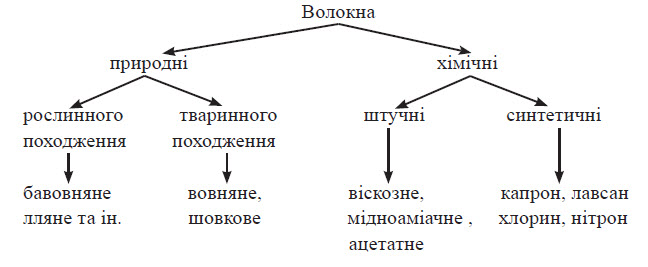 Волокна
природні хімічні
рослинного тваринного штучні синтетичні
походження походження
бавовняне вовняне, віскозне, капрон, лавсан
лляне та ін. шовкове мідноаміачне , хлорин, нітрон
ацетатне